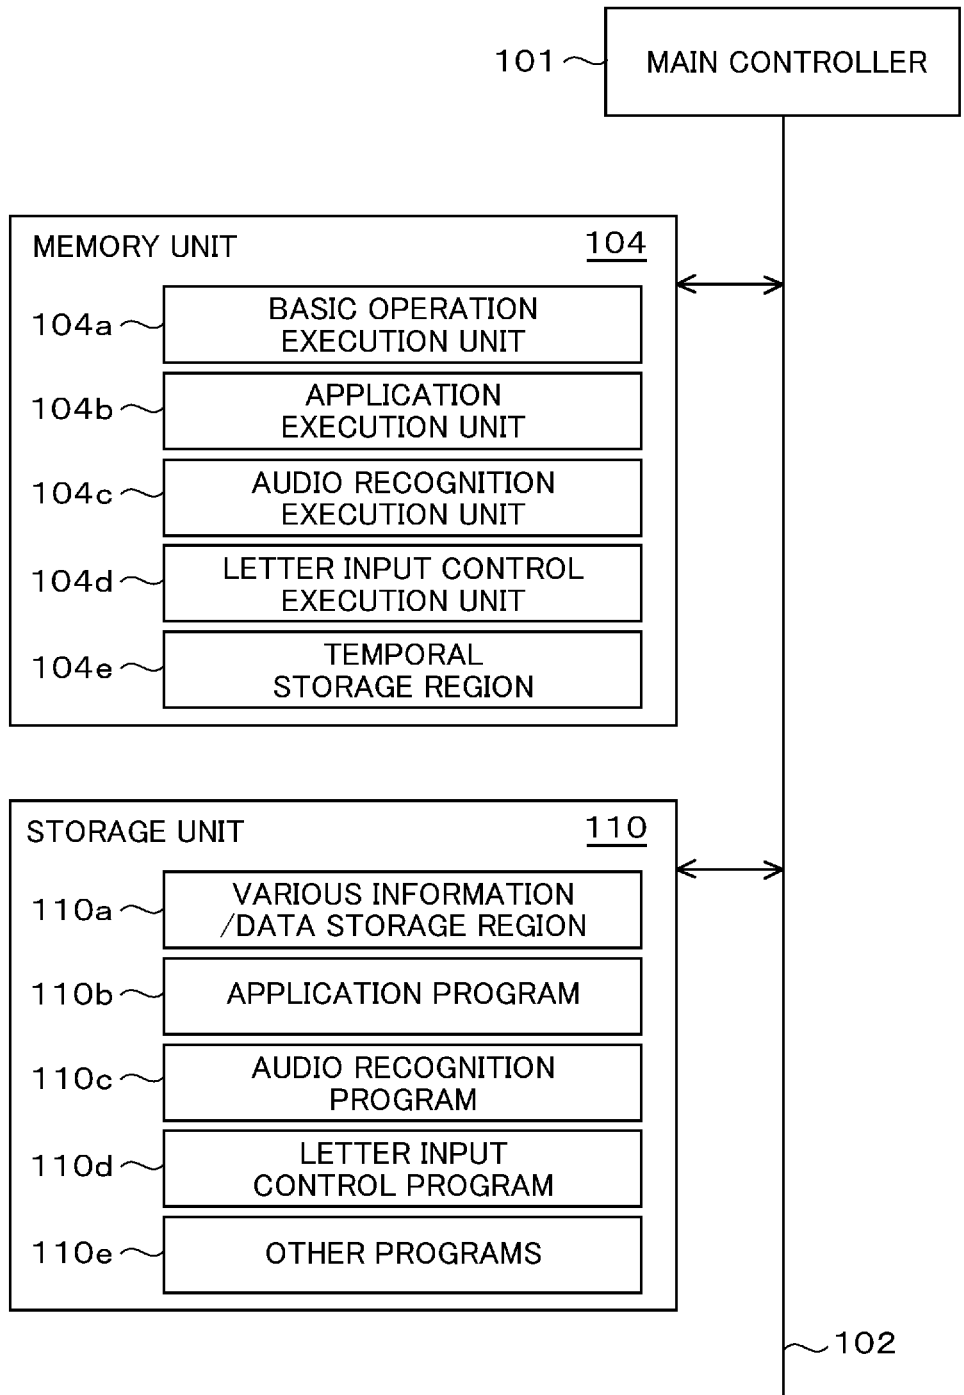 101
MAIN CONTROLLER
MEMORY UNIT
104
104a
BASIC OPERATION
EXECUTION UNIT
104b
APPLICATION
EXECUTION UNIT
104c
AUDIO RECOGNITION
EXECUTION UNIT
104d
LETTER INPUT CONTROL
EXECUTION UNIT
104e
TEMPORAL
STORAGE REGION
STORAGE UNIT
110
110a
VARIOUS INFORMATION
/DATA STORAGE REGION
110b
APPLICATION PROGRAM
110c
AUDIO RECOGNITION
PROGRAM
110d
LETTER INPUT
CONTROL PROGRAM
110e
OTHER PROGRAMS
102